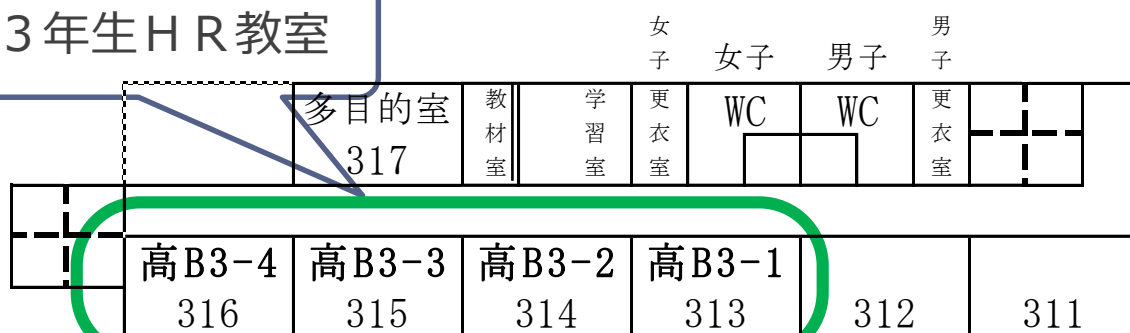 3年生HR教室
女子更衣室
女子
WC
男子
WC
男子更衣室
多目的室
317
教材室
学習室
高B3-4
316
高B3-3
315
高B3-2
314
高B3-1
313
312
311